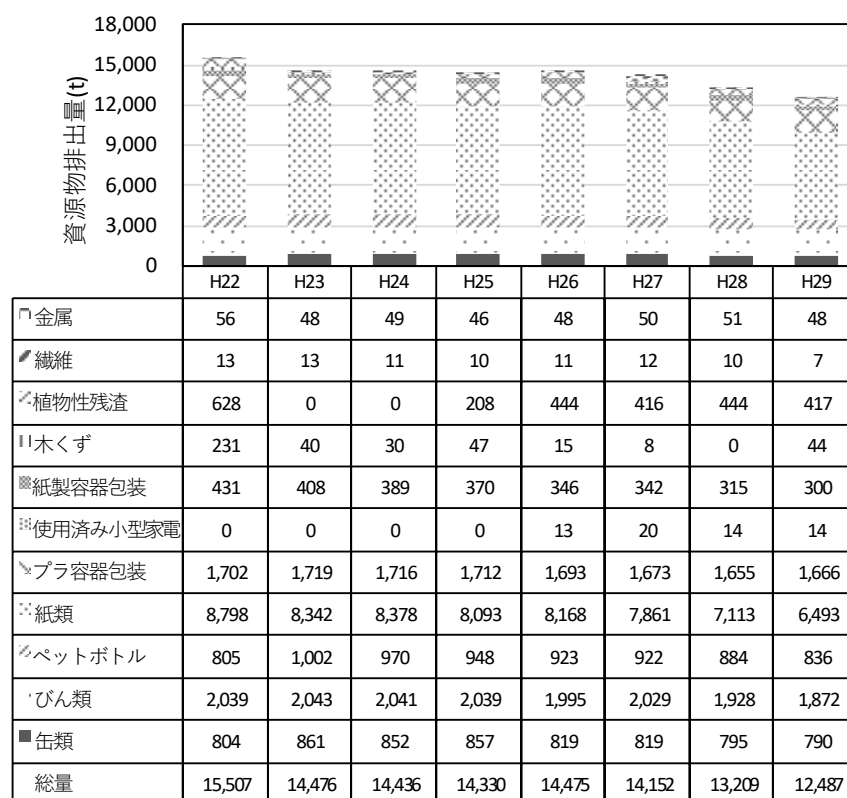 18,000
15,000
12,000
9,000
6,000
3,000
0
資源物排出量(t)
H22 H23 H24 H25 H26 H27 H28 H29
金属 56 48 49 46 48 50 51 48
繊維 13 13 11 10 11 12 10 7
植物性残渣 628 0 0 208 444 416 444 417
木くず 231 40 30 47 15 8 0 44
紙製容器包装 431 408 389 370 346 342 315 300
使用済み小型家電 0 0 0 0 13 20 14 14
プラ容器包装 1,702 1,719 1,716 1,712 1,693 1,673 1,655 1,666
紙類 8,798 8,342 8,378 8,093 8,168 7,861 7,113 6,493
ペットボトル 805 1,002 970 948 923 922 884 836
びん類 2,039 2,043 2,041 2,039 1,995 2,029 1,928 1,872
缶類 804 861 852 857 819 819 795 790
総量 15,507 14,476 14,436 14,330 14,475 14,152 13,209 12,487